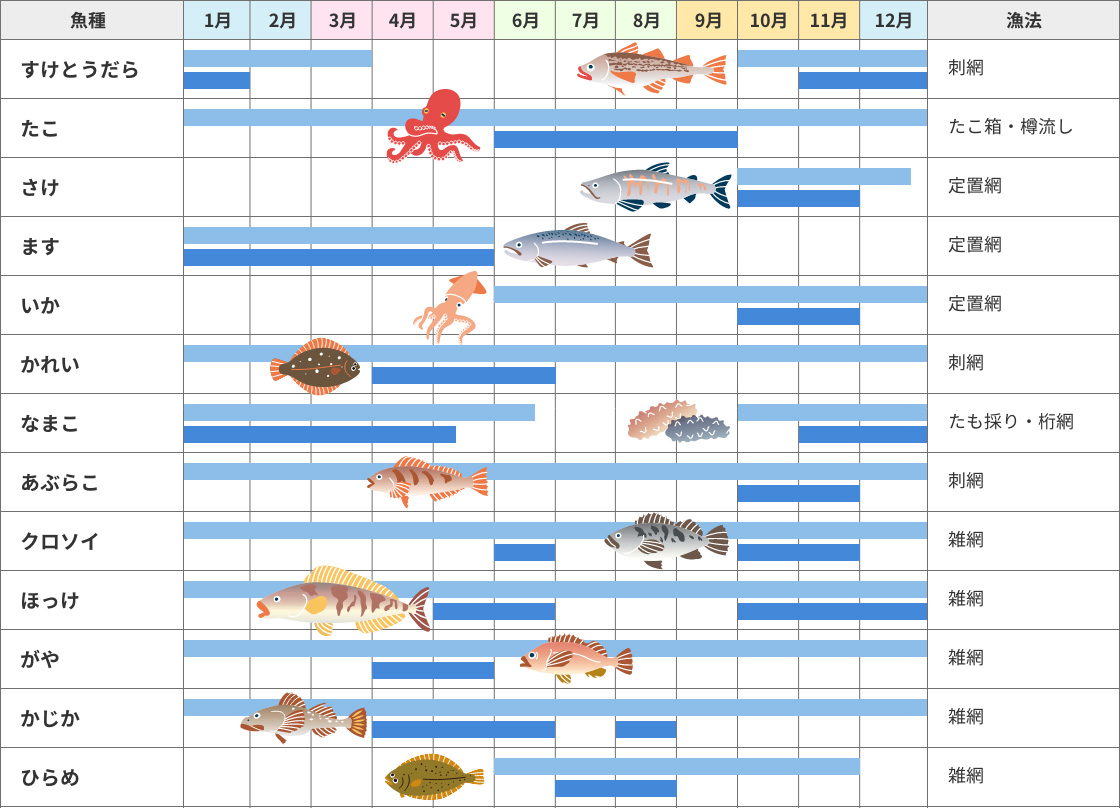 魚種 1月 2月 3月 4月 5月 6月 7月 8月 9月 10月 11月 12月 漁法
すけとうだら 刺網
たこ たこ箱・樽流し
さけ 定置網
ます 定置網
いか 定置網
かれい 刺網
なまこ たも採り・桁網
あぶらこ 刺網
クロソイ 雑網
ほっけ 雑網
がや 雑網
かじか 雑網
ひらめ 雑網